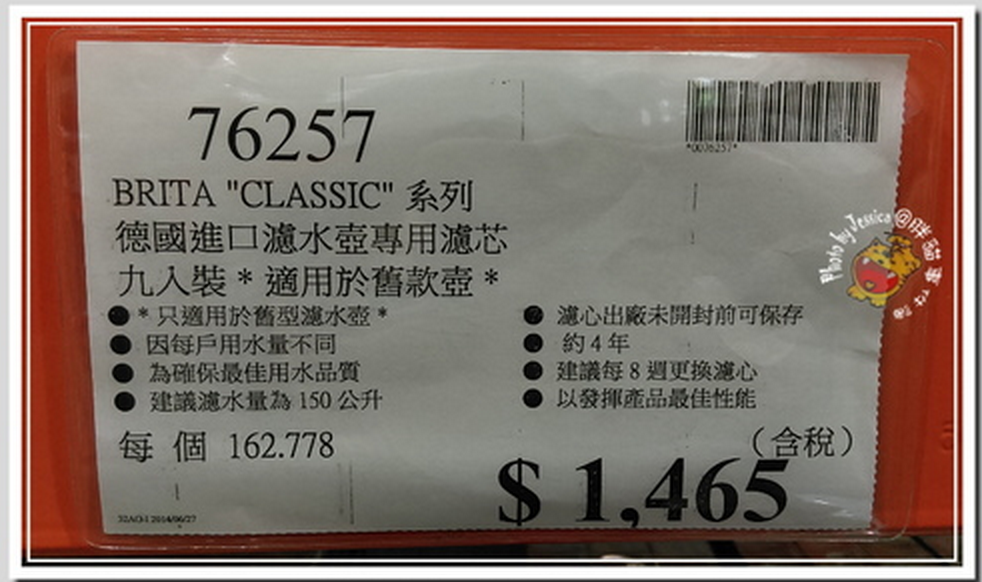 76257
*0076257*
BRITA "CLASSIC" 系列
德國進口濾水壺專用濾芯
九入裝 * 適用於舊款壺 *
* 只適用於舊型濾水壺 *
因每戶用水量不同
為確保最佳用水品質
建議濾水量為 150 公升
濾心出廠未開封前可保存
約 4 年
建議每 8 週更換濾心
以發揮產品最佳性能
每 個 162.778
（含稅）
$ 1,465
2014/06/27
Photo by Jessica@胖貓